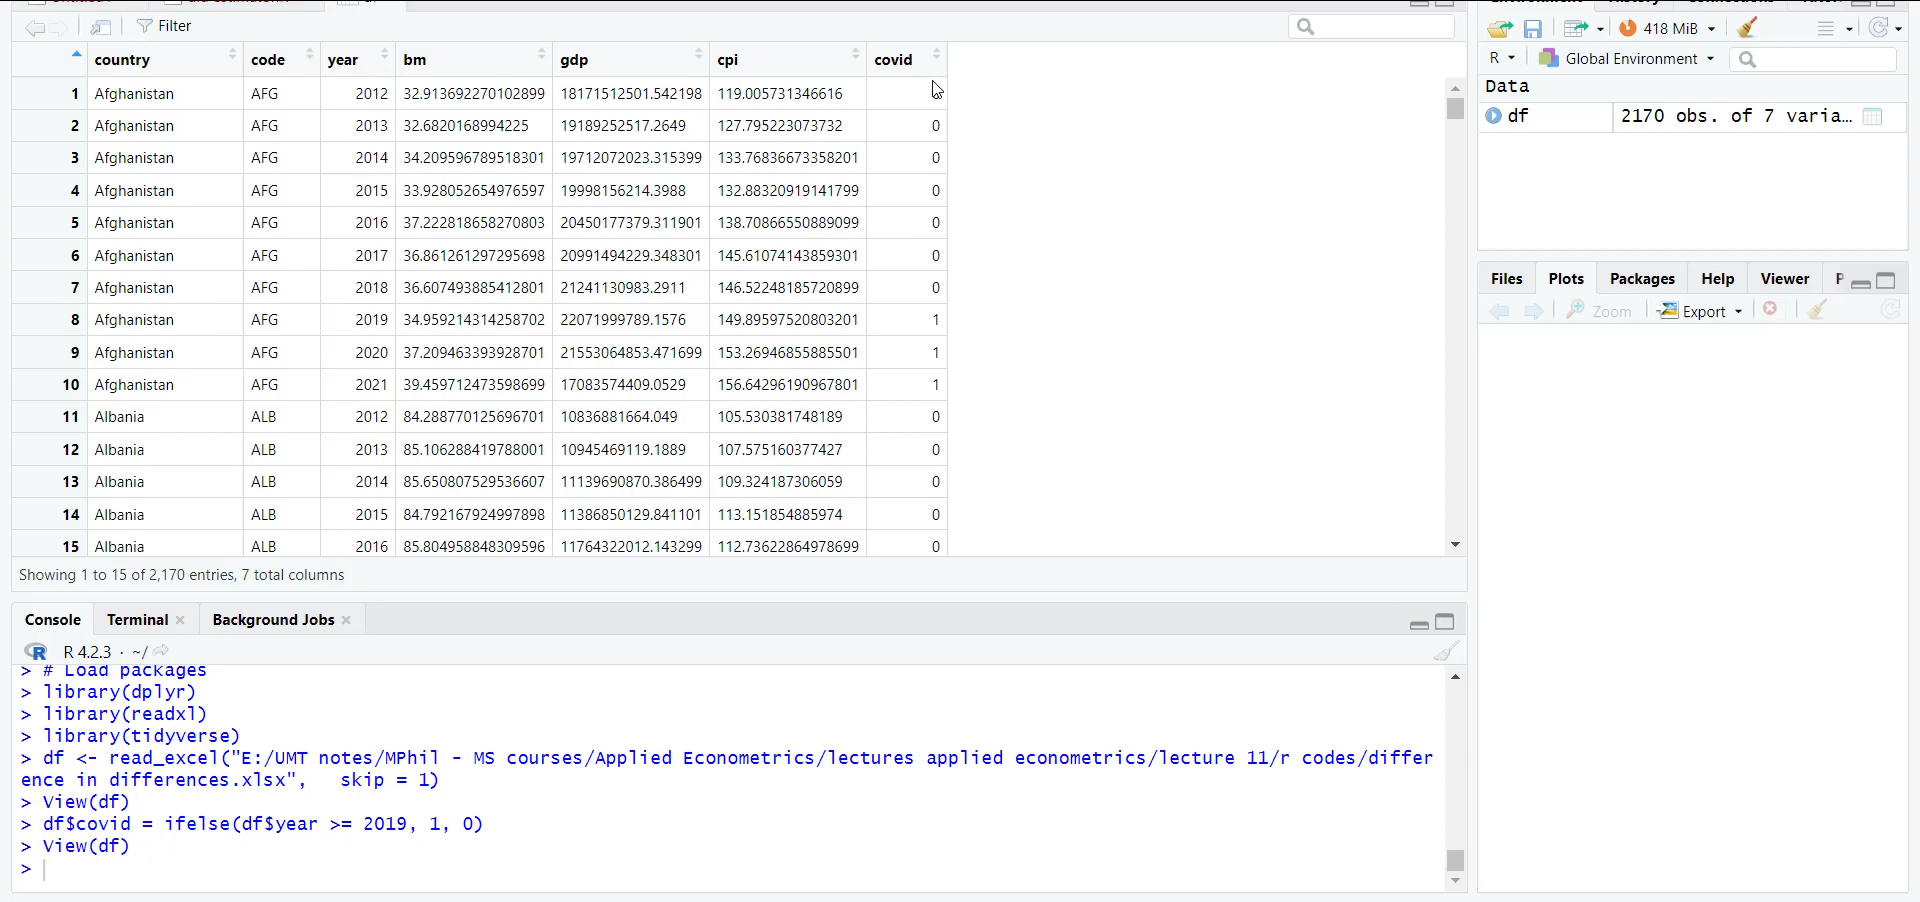 Filter
country code year bm gdp cpi covid
1 Afghanistan AFG 2012 32.913692270102899 18171512501.542198 119.005731346616
2 Afghanistan AFG 2013 32.6820168994225 19189252517.2649 127.795223073732 0
3 Afghanistan AFG 2014 34.209596789518301 19712072023.315399 133.76836673358201 0
4 Afghanistan AFG 2015 33.928052654976597 19998156214.3988 132.88320919141799 0
5 Afghanistan AFG 2016 37.222818658270803 20450177379.311901 138.70866550889099 0
6 Afghanistan AFG 2017 36.861261297295698 20991494229.348301 145.61074143859301 0
7 Afghanistan AFG 2018 36.607493885412801 21241130983.2911 146.52248185720899 0
8 Afghanistan AFG 2019 34.959214314258702 22071999789.1576 149.89597520803201 1
9 Afghanistan AFG 2020 37.209463393928701 21553064853.471699 153.26946855885501 1
10 Afghanistan AFG 2021 39.459712473598699 17083574409.0529 156.64296190967801 1
11 Albania ALB 2012 84.288770125696701 10836881664.049 105.530381748189 0
12 Albania ALB 2013 85.106288419788001 10945469119.1889 107.575160377427 0
13 Albania ALB 2014 85.650807529536607 11139690870.386499 109.324187306059 0
14 Albania ALB 2015 84.792167924997898 11386850129.841101 113.151854885974 0
15 Albania ALB 2016 85.804958848309596 11764322012.143299 112.73622864978699 0
Showing 1 to 15 of 2,170 entries, 7 total columns
Console Terminal Background Jobs
R 4.2.3 · ~/
> # Load packages
> library(dplyr)
> library(readxl)
> library(tidyverse)
> df <- read_excel("E:/UMT notes/MPhil - MS courses/Applied Econometrics/lectures applied econometrics/lecture 11/r codes/differ
ence in differences.xlsx",   skip = 1)
> View(df)
> df$covid = ifelse(df$year >= 2019, 1, 0)
> View(df)
>
418 MiB
R Global Environment
Data
df 2170 obs. of 7 varia…
Files Plots Packages Help Viewer P
Zoom Export